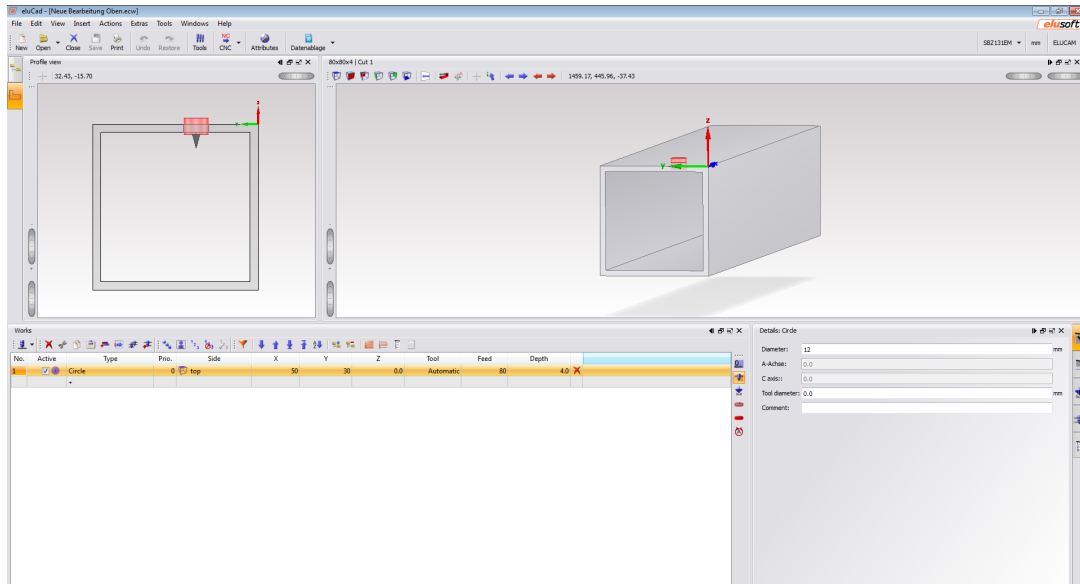 eluCad - [Neue Bearbeitung Oben.ecw]
File Edit View Insert Actions Extras Tools Windows Help
elusoft
New Open Close Save Print Undo Restore Tools NC CNC Attributes Datenablage
SBZ131EM mm ELUCAM
Profile view
80x80x4 | Cut 1
32.43, -15.70
1459.17, 445.96, -37.43
Y
Z
Y
Works
Details: Circle
No. Active Type Prio. Side X Y Z Tool Feed Depth
1 Circle 0 top 50 30 0.0 Automatic 80 4.0
+
Diameter: 12 mm
A-Achse: 0.0
C axis:: 0.0
Tool diameter: 0.0 mm
Comment: